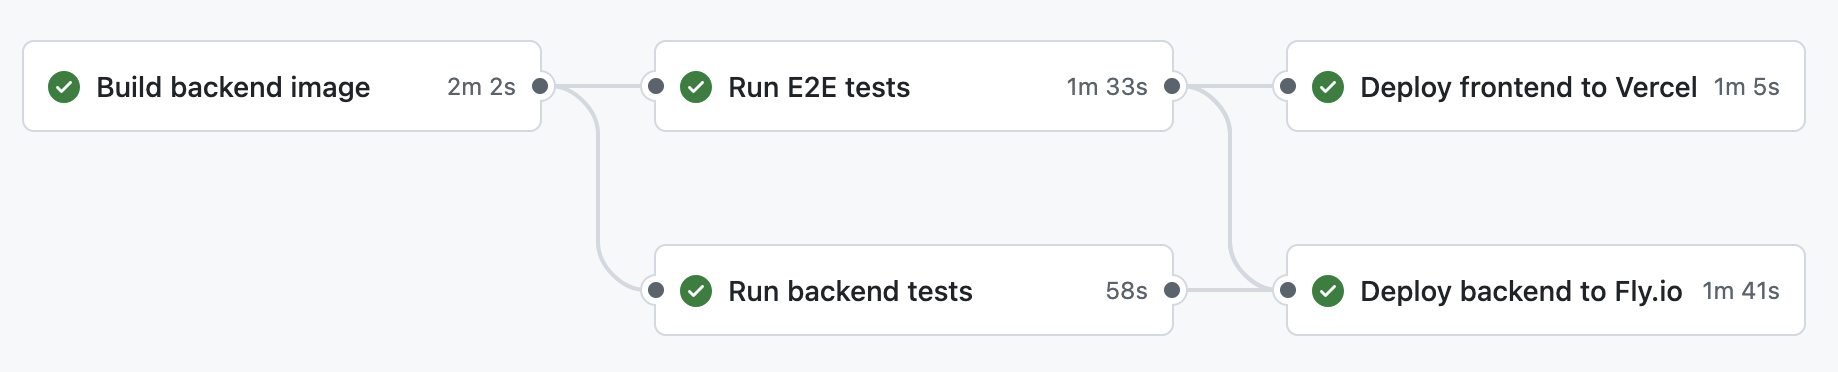 Build backend image 2m 2s
Run E2E tests 1m 33s
Deploy frontend to Vercel 1m 5s
Run backend tests 58s
Deploy backend to Fly.io 1m 41s